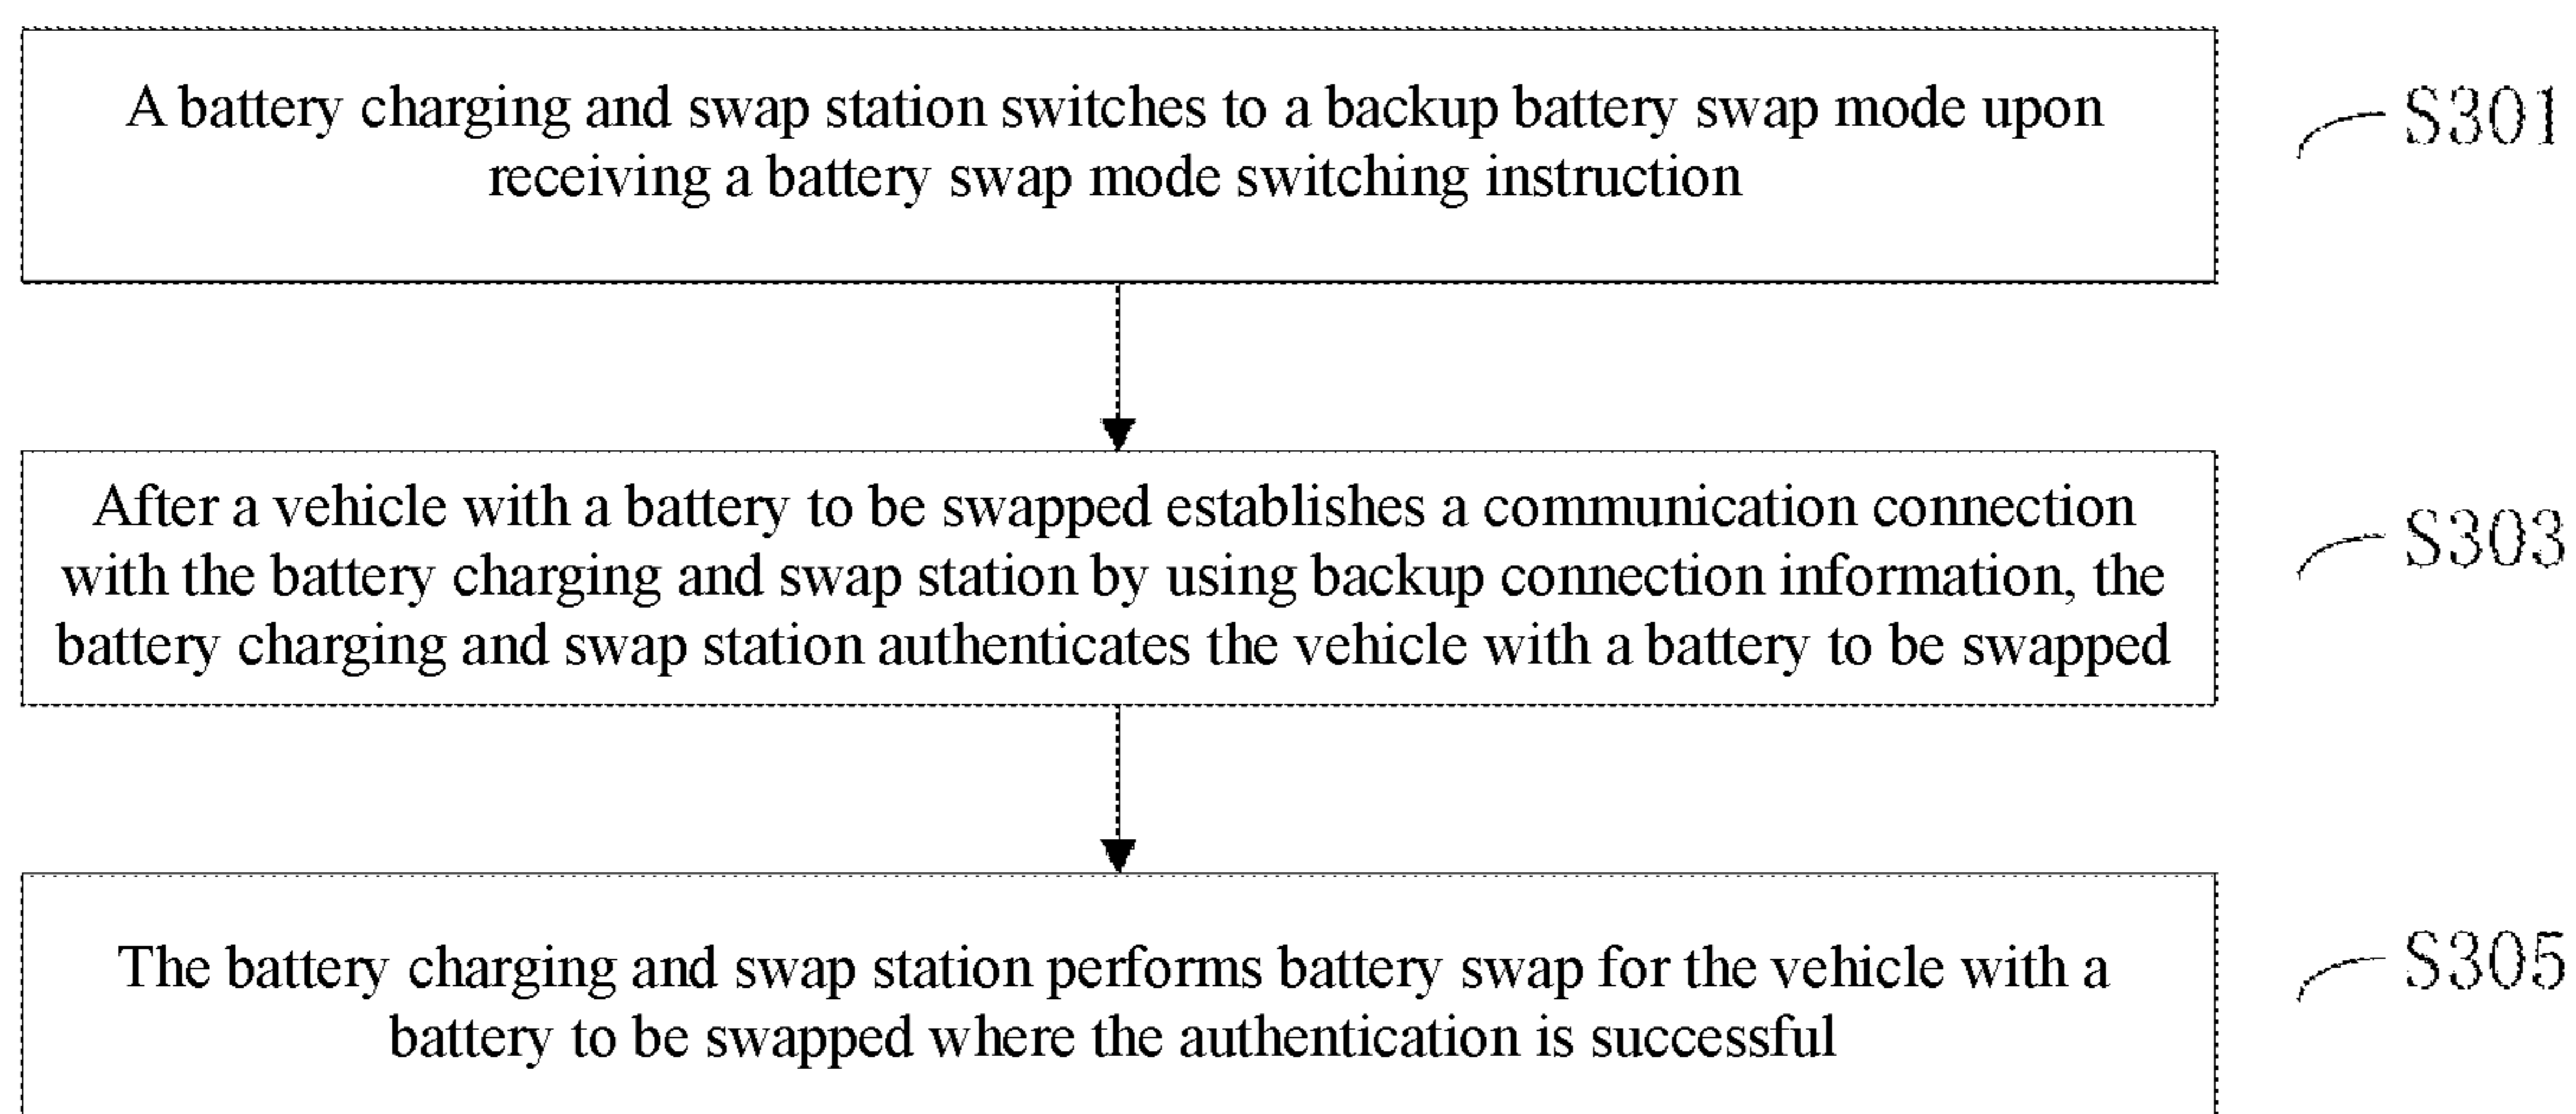 A battery charging and swap station switches to a backup battery swap mode upon
receiving a battery swap mode switching instruction
S301
After a vehicle with a battery to be swapped establishes a communication connection
with the battery charging and swap station by using backup connection information, the
battery charging and swap station authenticates the vehicle with a battery to be swapped
S303
The battery charging and swap station performs battery swap for the vehicle with a
battery to be swapped where the authentication is successful
S305